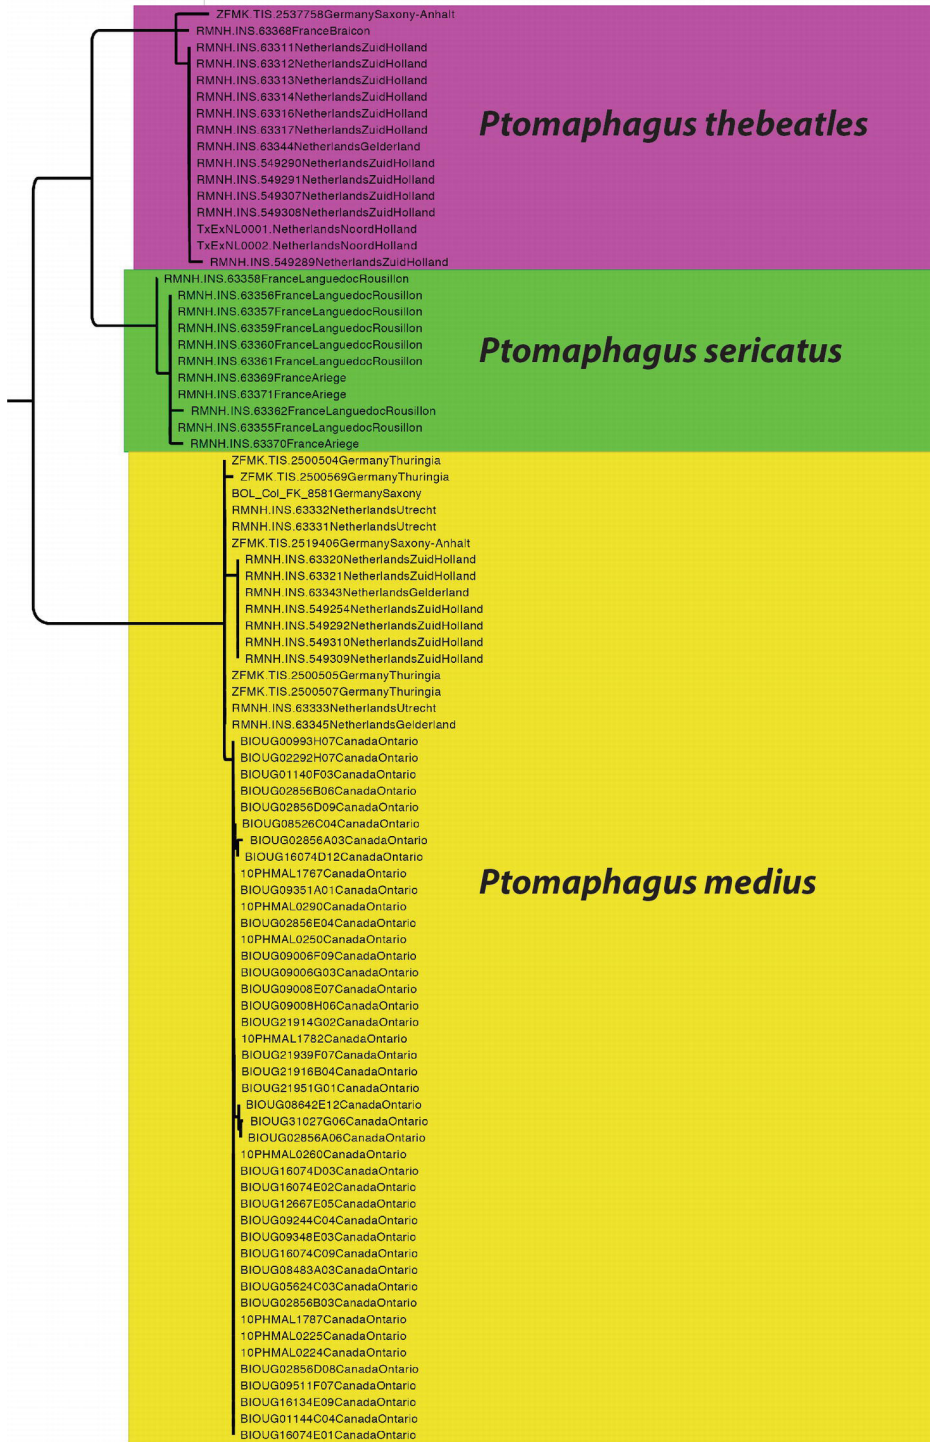 ZFMK.TIS.2537758GermanySaxony-Anhalt
RMNH.INS.63368FranceBraicon
RMNH.INS.63311NetherlandsZuidHolland
RMNH.INS.63312NetherlandsZuidHolland
RMNH.INS.63313NetherlandsZuidHolland
RMNH.INS.63314NetherlandsZuidHolland
RMNH.INS.63316NetherlandsZuidHolland
RMNH.INS.63317NetherlandsZuidHolland
RMNH.INS.63344NetherlandsGelderland
RMNH.INS.549290NetherlandsZuidHolland
RMNH.INS.549291NetherlandsZuidHolland
RMNH.INS.549307NetherlandsZuidHolland
RMNH.INS.549308NetherlandsZuidHolland
TxExNL0001.NetherlandsNoordHolland
TxExNL0002.NetherlandsNoordHolland
RMNH.INS.549289NetherlandsZuidHolland
Ptomaphagus thebeatles
RMNH.INS.63358FranceLanguedocRousillon
RMNH.INS.63356FranceLanguedocRousillon
RMNH.INS.63357FranceLanguedocRousillon
RMNH.INS.63359FranceLanguedocRousillon
RMNH.INS.63360FranceLanguedocRousillon
RMNH.INS.63361FranceLanguedocRousillon
RMNH.INS.63369FranceAriege
RMNH.INS.63371FranceAriege
RMNH.INS.63362FranceLanguedocRousillon
RMNH.INS.63355FranceLanguedocRousillon
RMNH.INS.63370FranceAriege
Ptomaphagus sericatus
ZFMK.TIS.2500504GermanyThuringia
ZFMK.TIS.2500569GermanyThuringia
BOL_Col_FK_8581GermanySaxony
RMNH.INS.63332NetherlandsUtrecht
RMNH.INS.63331NetherlandsUtrecht
ZFMK.TIS.2519406GermanySaxony-Anhalt
RMNH.INS.63320NetherlandsZuidHolland
RMNH.INS.63321NetherlandsZuidHolland
RMNH.INS.63343NetherlandsGelderland
RMNH.INS.549254NetherlandsZuidHolland
RMNH.INS.549292NetherlandsZuidHolland
RMNH.INS.549310NetherlandsZuidHolland
RMNH.INS.549309NetherlandsZuidHolland
ZFMK.TIS.2500505GermanyThuringia
ZFMK.TIS.2500507GermanyThuringia
RMNH.INS.63333NetherlandsUtrecht
RMNH.INS.63345NetherlandsGelderland
BIOUG00993H07CanadaOntario
BIOUG02292H07CanadaOntario
BIOUG01140F03CanadaOntario
BIOUG02856B06CanadaOntario
BIOUG02856D09CanadaOntario
BIOUG08526C04CanadaOntario
BIOUG02856A03CanadaOntario
BIOUG16074D12CanadaOntario
10PHMAL1767CanadaOntario
BIOUG09351A01CanadaOntario
10PHMAL0290CanadaOntario
BIOUG02856E04CanadaOntario
10PHMAL0250CanadaOntario
BIOUG09006F09CanadaOntario
BIOUG09006G03CanadaOntario
BIOUG09008E07CanadaOntario
BIOUG09008H06CanadaOntario
BIOUG21914G02CanadaOntario
10PHMAL1782CanadaOntario
BIOUG21939F07CanadaOntario
BIOUG21916B04CanadaOntario
BIOUG21951G01CanadaOntario
BIOUG08642E12CanadaOntario
BIOUG31027G06CanadaOntario
BIOUG02856A06CanadaOntario
10PHMAL0260CanadaOntario
BIOUG16074D03CanadaOntario
BIOUG16074E02CanadaOntario
BIOUG12667E05CanadaOntario
BIOUG09244C04CanadaOntario
BIOUG09348E03CanadaOntario
BIOUG16074C09CanadaOntario
BIOUG08483A03CanadaOntario
BIOUG05624C03CanadaOntario
BIOUG02856B03CanadaOntario
10PHMAL1787CanadaOntario
10PHMAL0225CanadaOntario
10PHMAL0224CanadaOntario
BIOUG02856D08CanadaOntario
BIOUG09511F07CanadaOntario
BIOUG16134E09CanadaOntario
BIOUG01144C04CanadaOntario
BIOUG16074E01CanadaOntario
Ptomaphagus medius